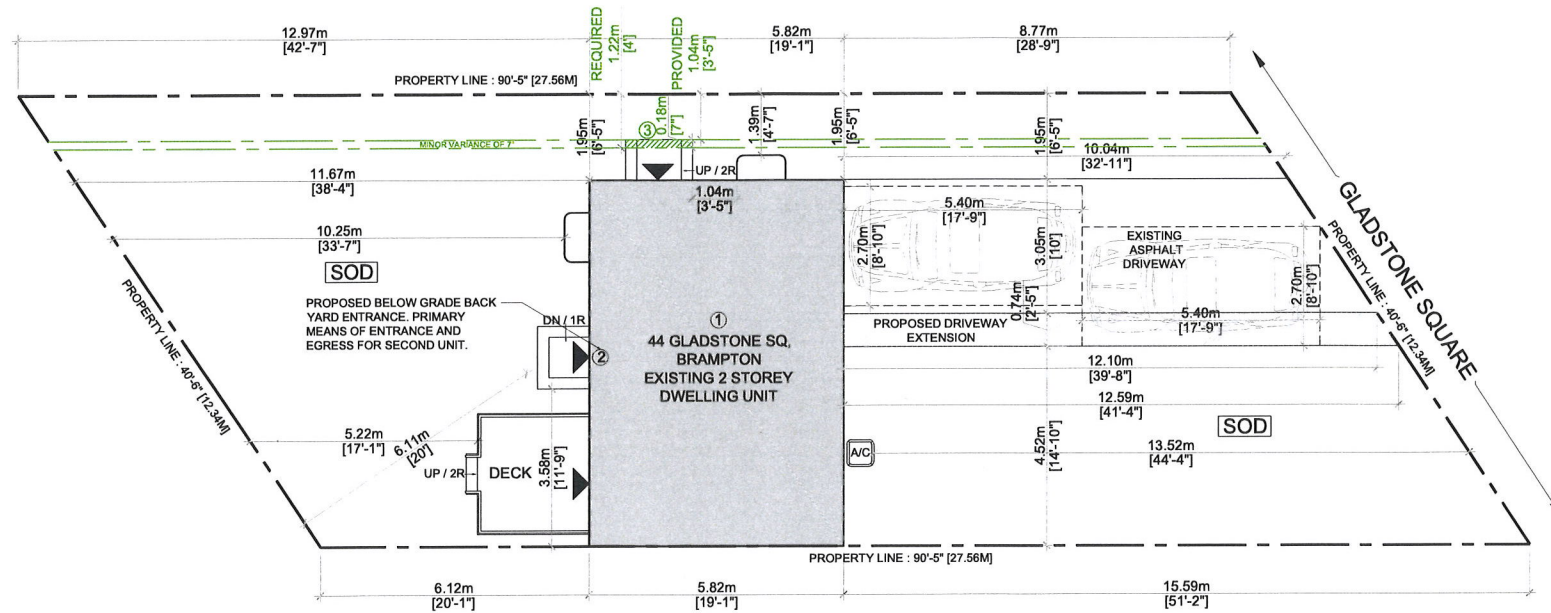 12.97m
[42'-7"]
REQUIRED
1.22m
[4']
PROVIDED
1.04m
[3'-5"]
5.82m
[19'-1"]
8.77m
[28'-9"]
PROPERTY LINE : 90'-5" [27.56M]
1.95m
[6'-5"]
3
0.18m
[7"]
1.39m
[4'-7"]
1.95m
[6'-5"]
1.95m
[6'-5"]
MINOR VARIANCE OF 7"
10.04m
[32'-11"]
11.67m
[38'-4"]
UP / 2R
1.04m
[3'-5"]
GLADSTONE SQUARE
5.40m
[17'-9"]
10.25m
[33'-7"]
2.70m
[8'-10"]
3.05m
[10']
EXISTING
ASPHALT
DRIVEWAY
PROPERTY LINE : 40'-6" [12.34M]
SOD
2.70m
[8'-10"]
PROPERTY LINE : 40'-6" [12.34M]
PROPOSED BELOW GRADE BACK
YARD ENTRANCE. PRIMARY
MEANS OF ENTRANCE AND
EGRESS FOR SECOND UNIT.
DN / 1R
2
1
44 GLADSTONE SQ,
BRAMPTON
EXISTING 2 STOREY
DWELLING UNIT
0.74m
[2'-5"]
PROPOSED DRIVEWAY
EXTENSION
5.40m
[17'-9"]
12.10m
[39'-8"]
12.59m
[41'-4"]
SOD
5.22m
[17'-1"]
6.11m
[20']
UP / 2R
DECK
3.58m
[11'-9"]
A/C
4.52m
[14'-10"]
13.52m
[44'-4"]
PROPERTY LINE : 90'-5" [27.56M]
6.12m
[20'-1"]
5.82m
[19'-1"]
15.59m
[51'-2"]